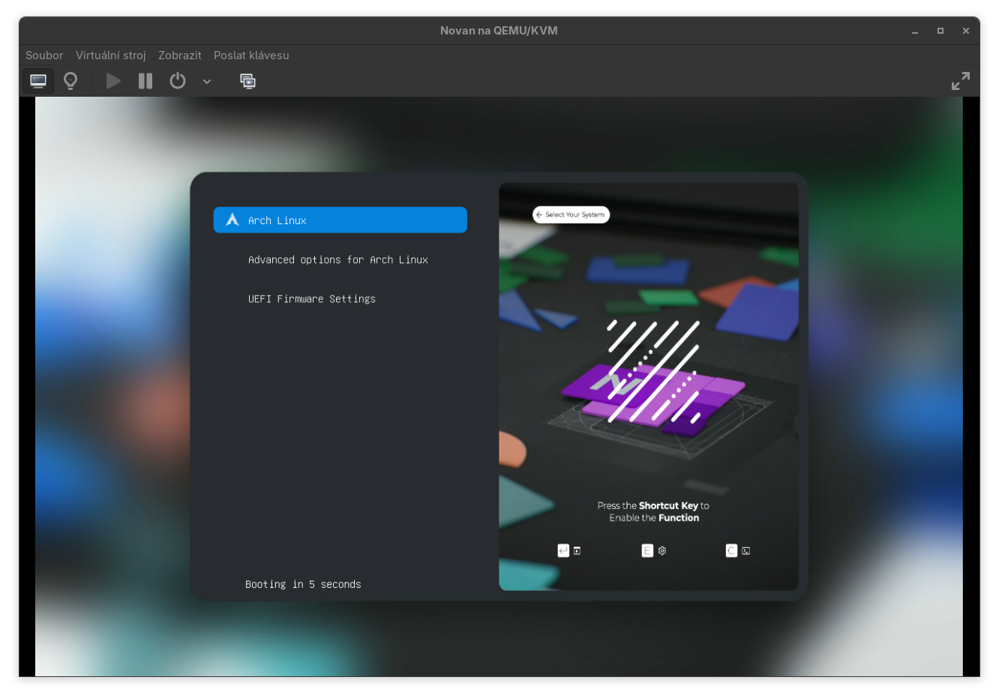 Novan na QEMU/KVM
Soubor Virtuální stroj Zobrazit Poslat klávesu
Select Your System
Arch Linux
Advanced options for Arch Linux
UEFI Firmware Settings
N
Press the Shortcut Key to
Enable the Function
E C
Booting in 5 seconds